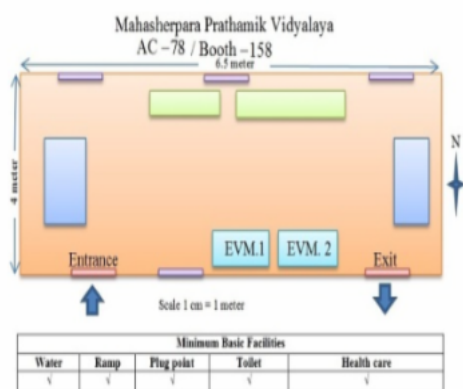 Mahasherpara Prathamik Vidyalaya
AC –78 / Booth –158
6.5 meter
4 meter
N
EVM.1 EVM. 2
Entrance Exit
Scale 1 cm = 1 meter
Minimum Basic Facilities
Water Ramp Plug point Toilet Health care
√ √ √ √ √